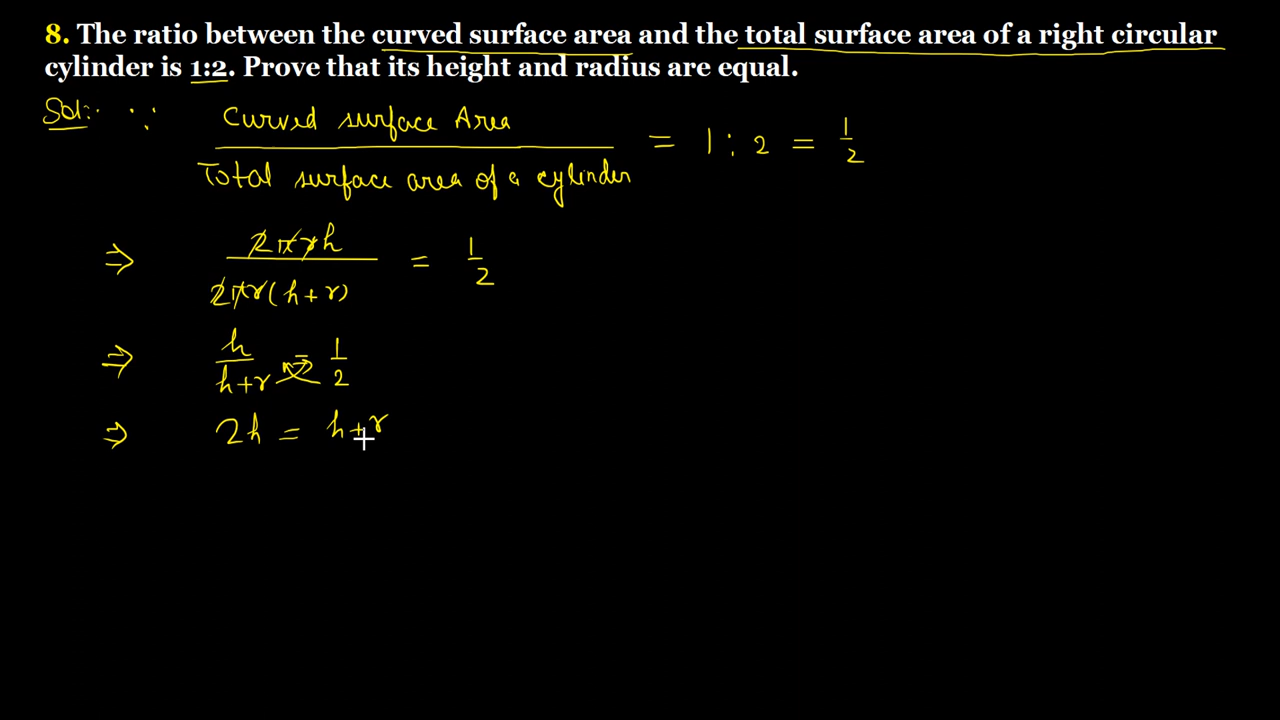 8. The ratio between the curved surface area and the total surface area of a right circular
cylinder is 1:2. Prove that its height and radius are equal.
Sol:- ∵ Curved surface Area / Total surface area of a cylinder = 1 : 2 = 1/2
⇒ 2πrh / 2πr(h+r) = 1/2
⇒ h / h+r = 1/2
⇒ 2h = h+r